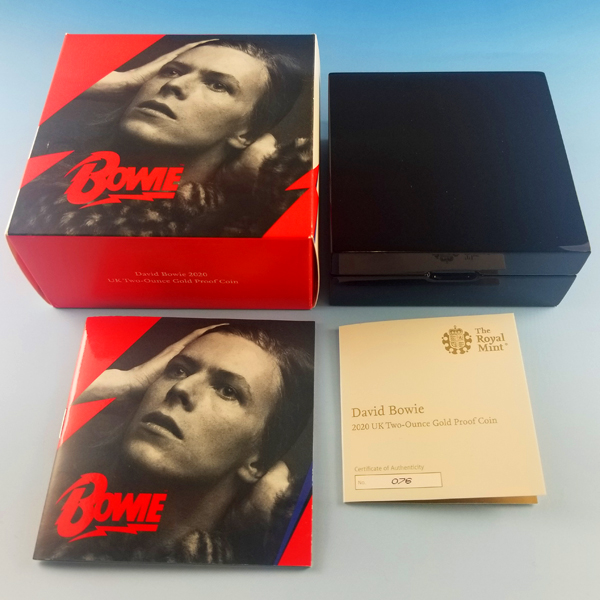 BOWIE
David Bowie 2020
UK Two-Ounce Gold Proof Coin
BOWIE
The
Royal
Mint®
David Bowie
2020 UK Two-Ounce Gold Proof Coin
Certificate of Authenticity
No. 076